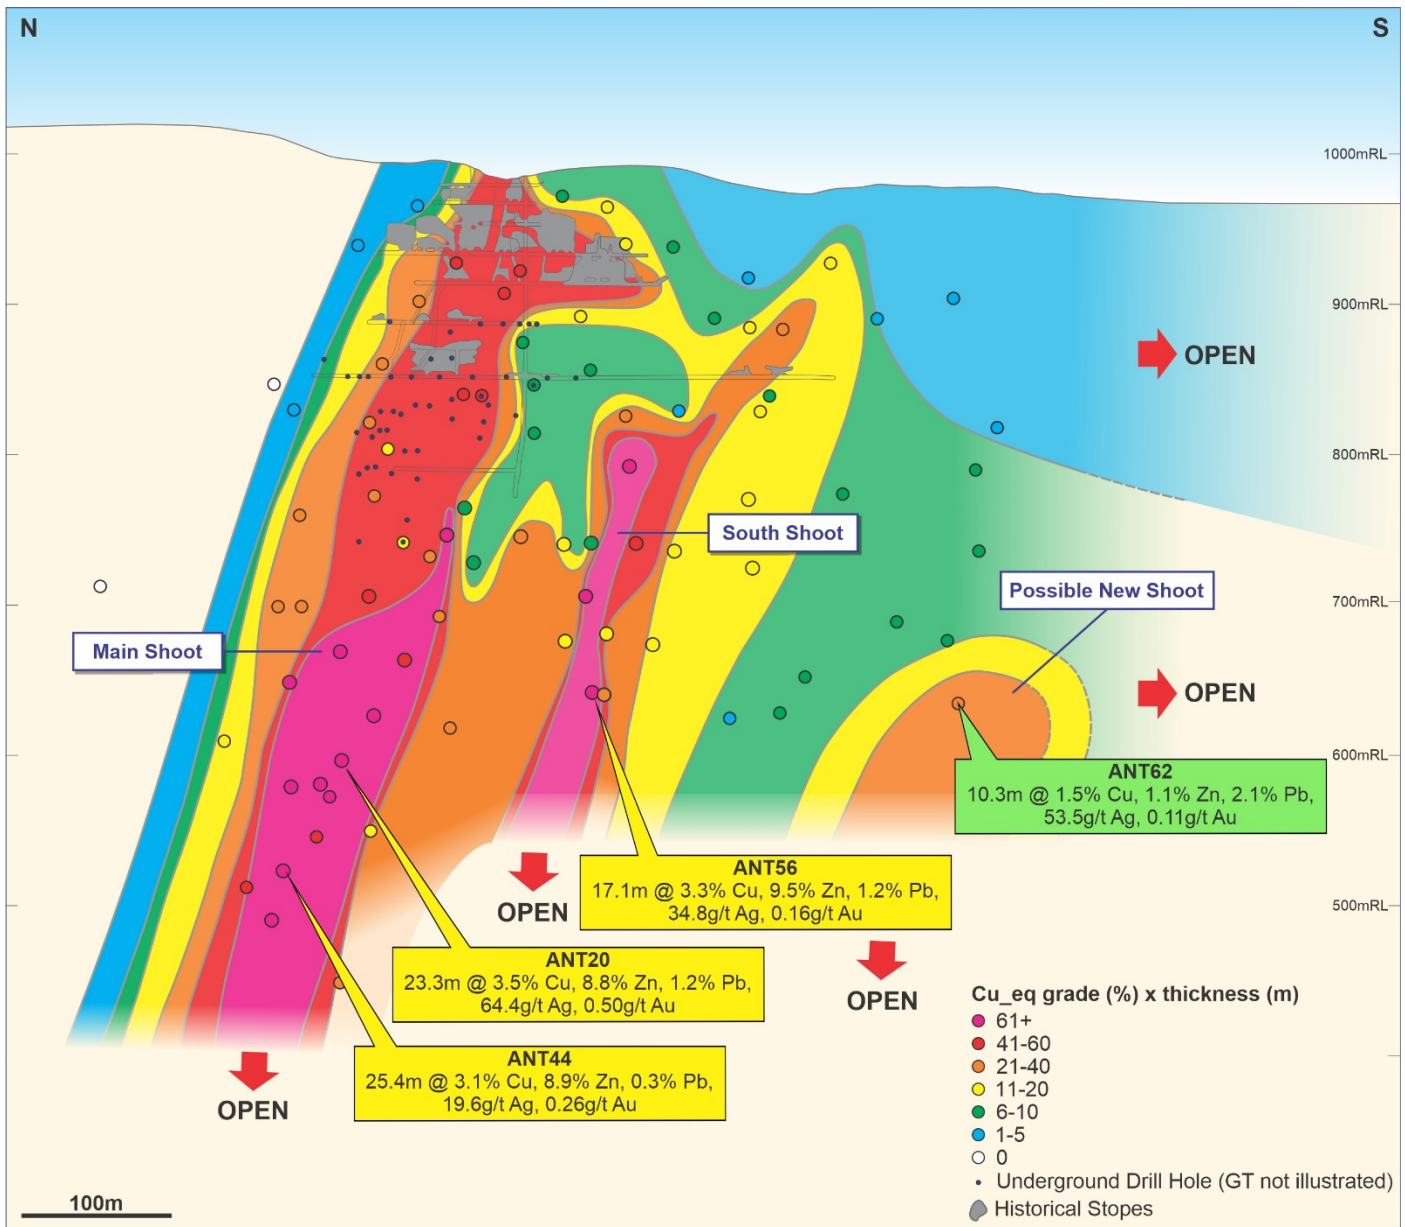 N
S
1000mRL
900mRL
OPEN
800mRL
South Shoot
700mRL
Possible New Shoot
Main Shoot
OPEN
600mRL
ANT62
10.3m @ 1.5% Cu, 1.1% Zn, 2.1% Pb,
53.5g/t Ag, 0.11g/t Au
ANT56
17.1m @ 3.3% Cu, 9.5% Zn, 1.2% Pb,
34.8g/t Ag, 0.16g/t Au
OPEN
500mRL
ANT20
23.3m @ 3.5% Cu, 8.8% Zn, 1.2% Pb,
64.4g/t Ag, 0.50g/t Au
OPEN
ANT44
25.4m @ 3.1% Cu, 8.9% Zn, 0.3% Pb,
19.6g/t Ag, 0.26g/t Au
OPEN
Cu_eq grade (%) x thickness (m)
61+
41-60
21-40
11-20
6-10
1-5
0
Underground Drill Hole (GT not illustrated)
Historical Stopes
100m